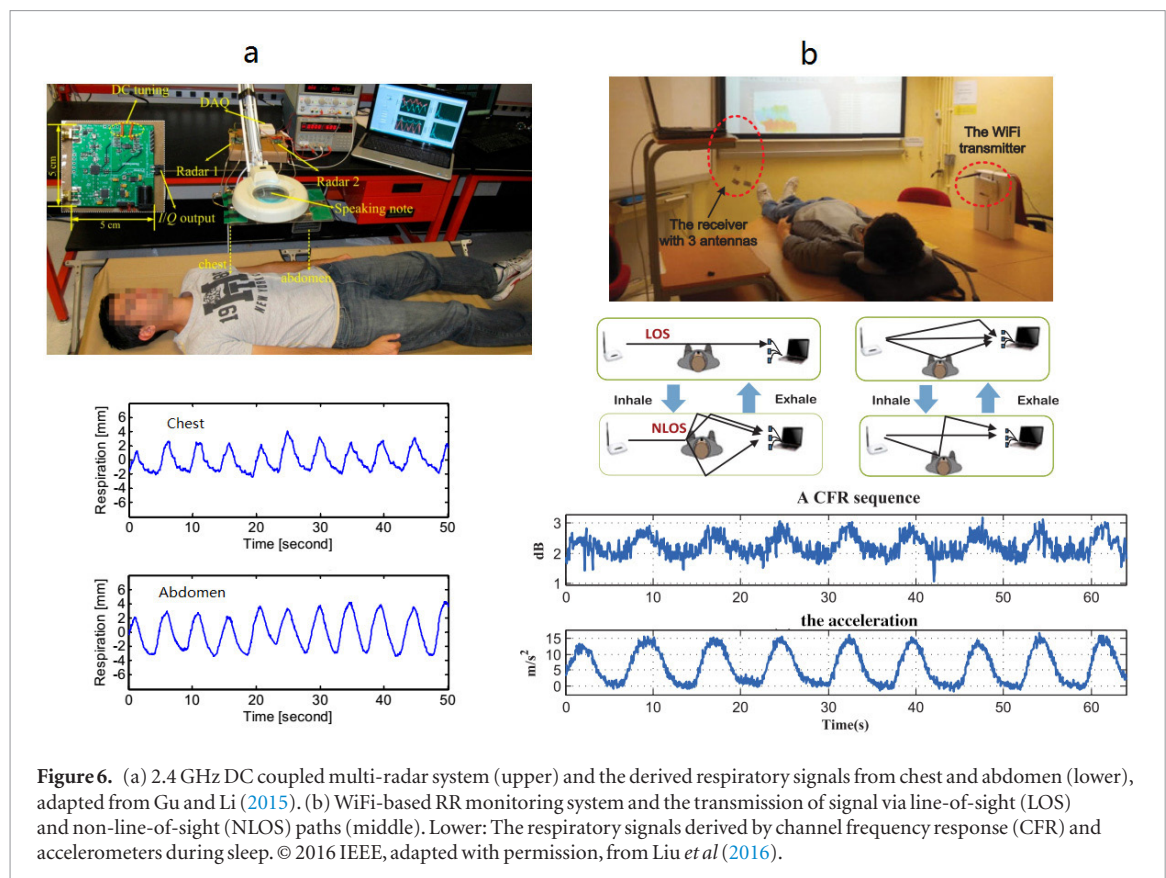 a
b
DC tuning
DAQ
5 cm
Radar 1
Radar 2
I/Q output
Speaking note
5 cm
chest
abdomen
NEW YORK
61
The WiFi
transmitter
The receiver
with 3 antennas
LOS
Inhale
Exhale
NLOS
Inhale
Exhale
Respiration [mm]
Chest
6
4
2
0
-2
-4
-6
0
10
20
30
40
50
Time [second]
Respiration [mm]
Abdomen
6
4
2
0
-2
-4
-6
0
10
20
30
40
50
Time [second]
A CFR sequence
dB
3
2
1
0
10
20
30
40
50
60
the acceleration
m/s²
15
10
5
0
0
10
20
30
40
50
60
Time(s)
Figure 6. (a) 2.4 GHz DC coupled multi-radar system (upper) and the derived respiratory signals from chest and abdomen (lower),
adapted from Gu and Li (2015). (b) WiFi-based RR monitoring system and the transmission of signal via line-of-sight (LOS)
and non-line-of-sight (NLOS) paths (middle). Lower: The respiratory signals derived by channel frequency response (CFR) and
accelerometers during sleep. © 2016 IEEE, adapted with permission, from Liu et al (2016).